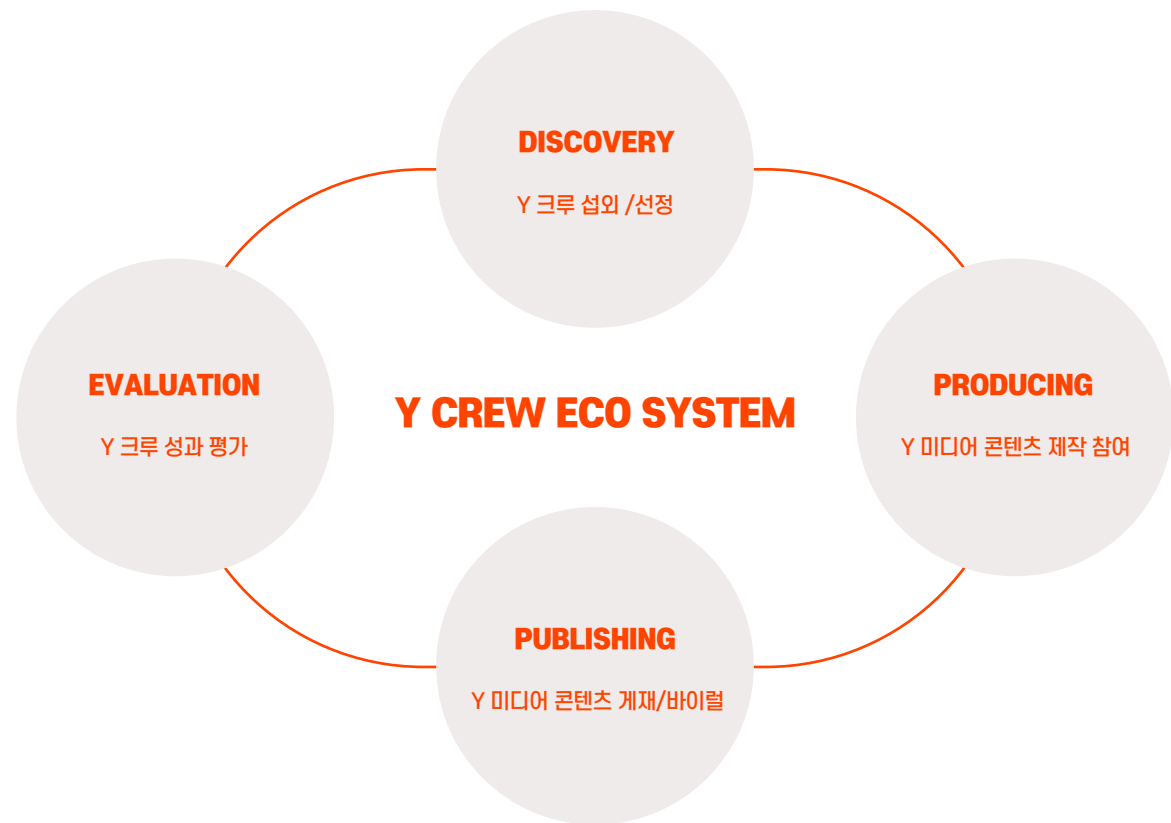 DISCOVERY
Y 크루 섭외 /선정
EVALUATION
Y 크루 성과 평가
Y CREW ECO SYSTEM
PRODUCING
Y 미디어 콘텐츠 제작 참여
PUBLISHING
Y 미디어 콘텐츠 게재/바이럴